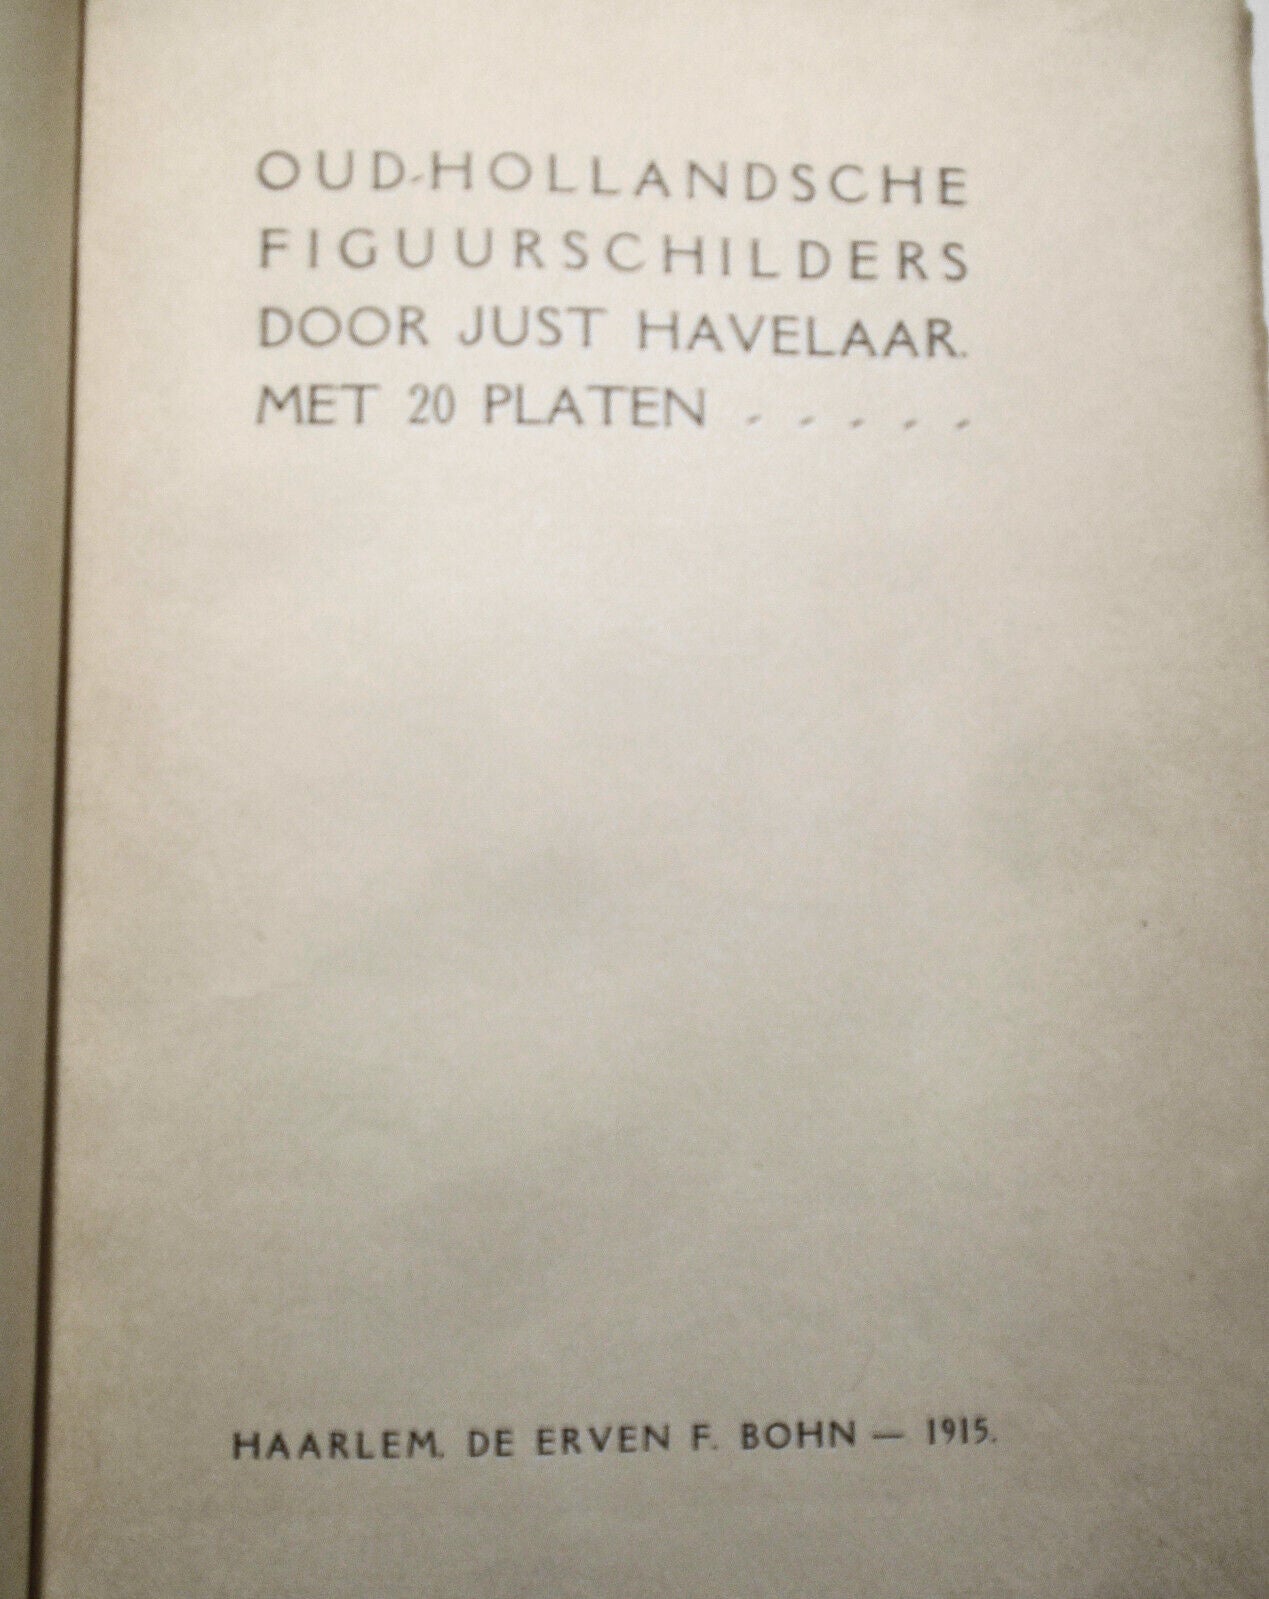 OUD-HOLLANDSCHE
FIGUURSCHILDERS
DOOR JUST HAVELAAR.
MET 20 PLATEN - - - - -
HAARLEM. DE ERVEN F. BOHN — 1915.